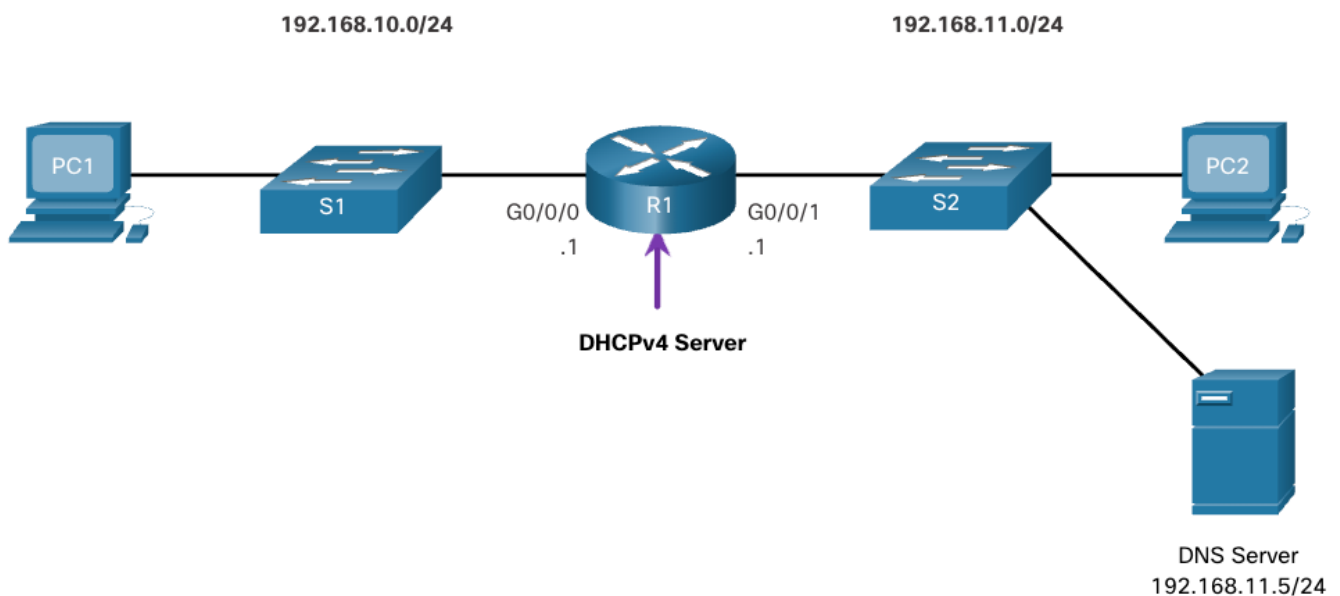 192.168.10.0/24
192.168.11.0/24
PC1
S1
G0/0/0
.1
R1
G0/0/1
.1
S2
PC2
DHCPv4 Server
DNS Server
192.168.11.5/24